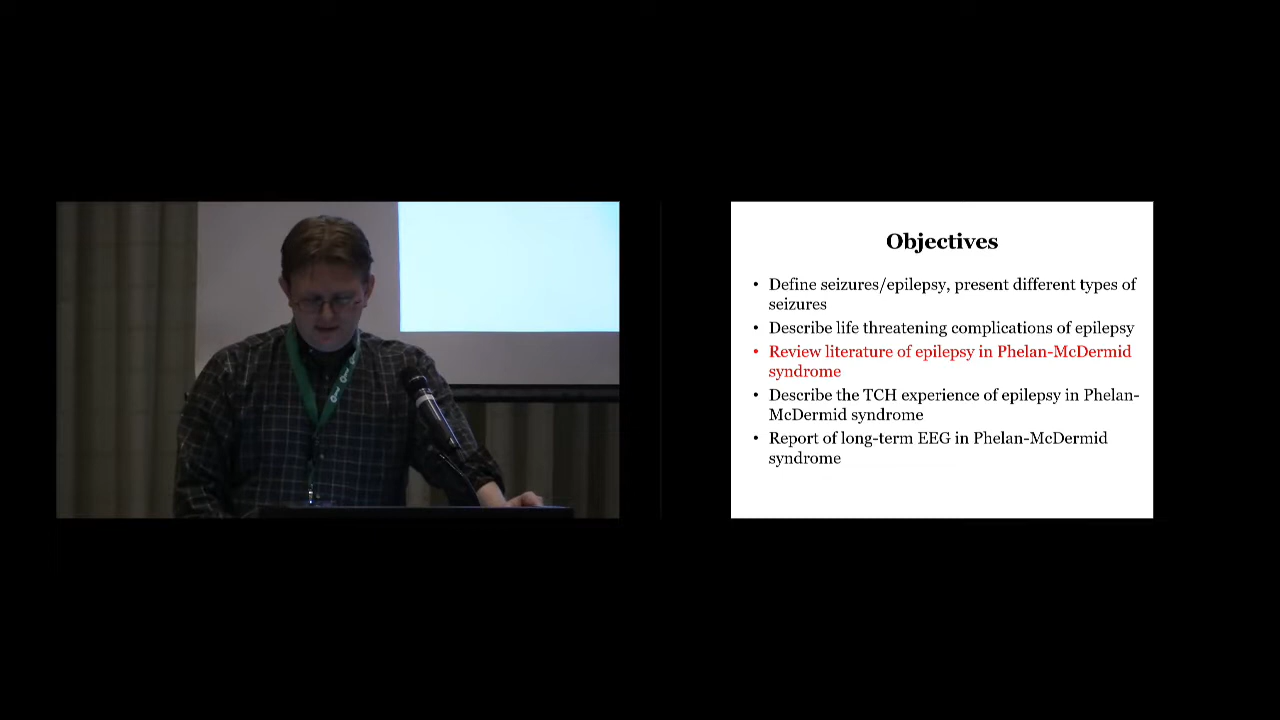 Objectives
• Define seizures/epilepsy, present different types of
seizures
• Describe life threatening complications of epilepsy
• Review literature of epilepsy in Phelan-McDermid
syndrome
• Describe the TCH experience of epilepsy in Phelan-
McDermid syndrome
• Report of long-term EEG in Phelan-McDermid
syndrome